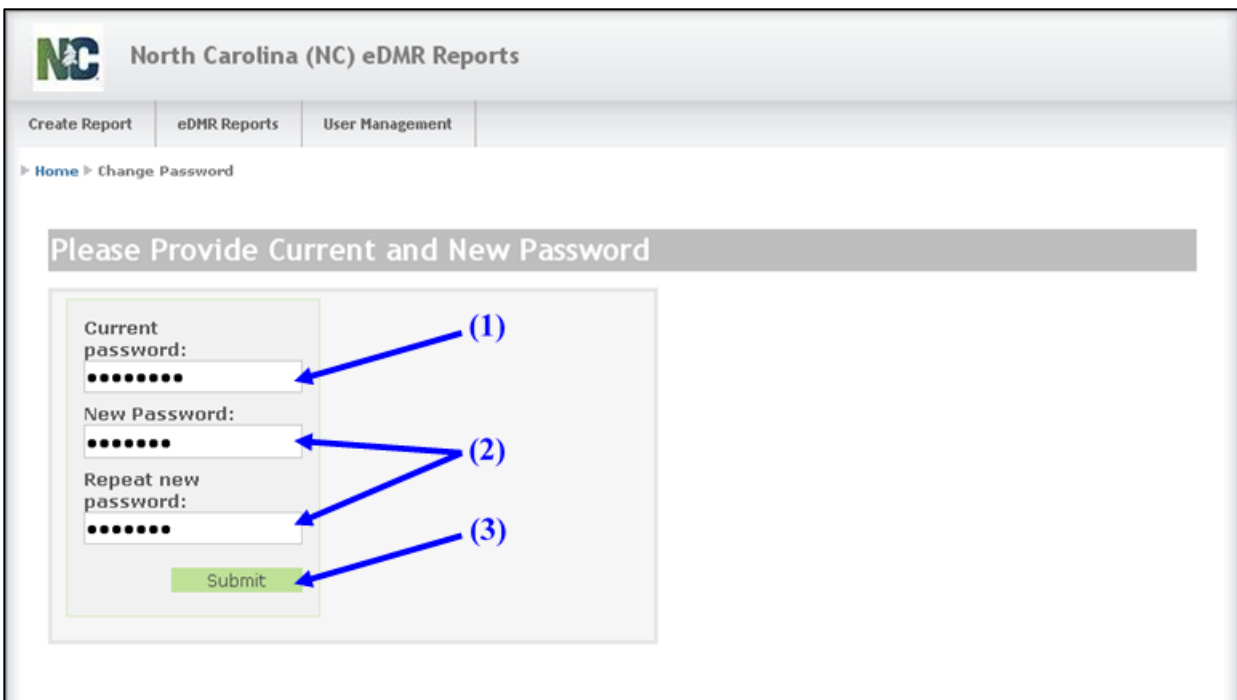 NC North Carolina (NC) eDMR Reports
Create Report eDMR Reports User Management
Home Change Password
Please Provide Current and New Password
Current
password:
(1)
••••••••
New Password:
•••••••
(2)
Repeat new
password:
•••••••
(3)
Submit